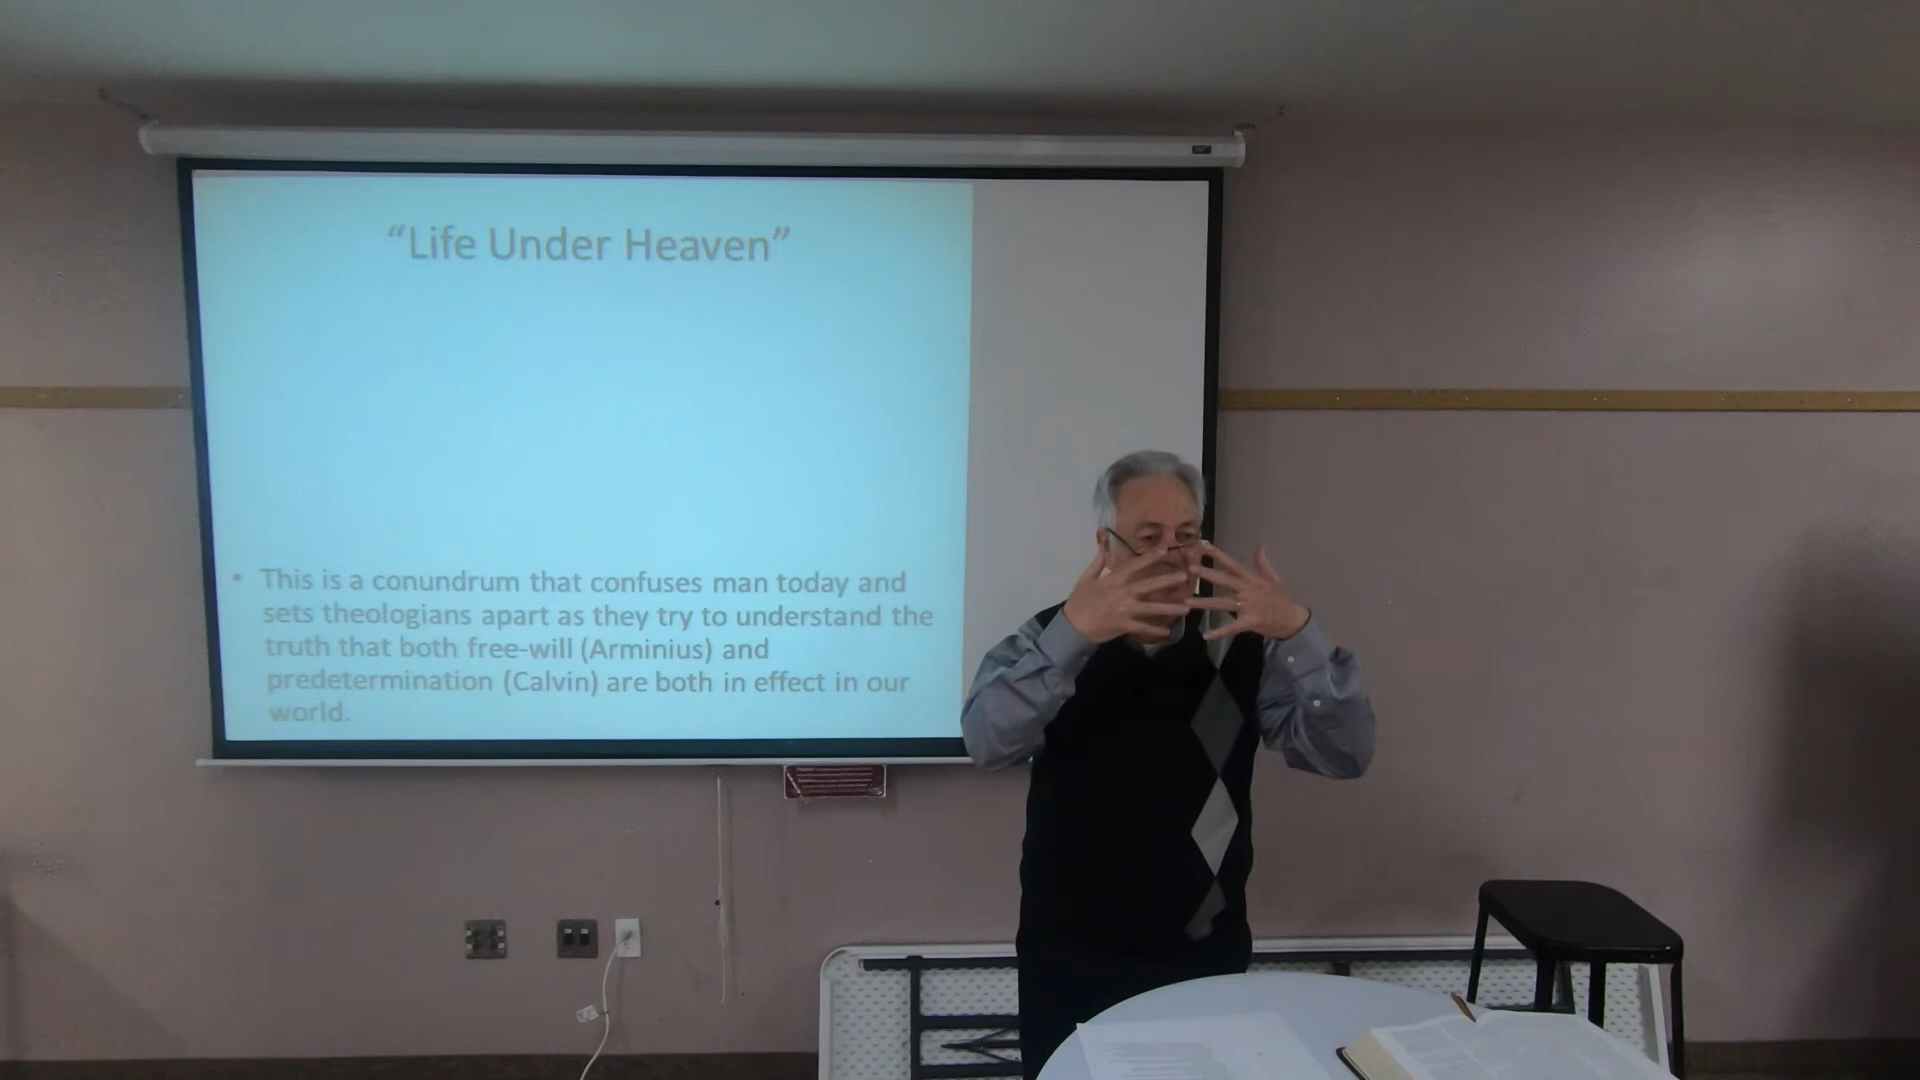 “Life Under Heaven”
• This is a conundrum that confuses man today and
sets theologians apart as they try to understand the
truth that both free-will (Arminius) and
predetermination (Calvin) are both in effect in our
world.